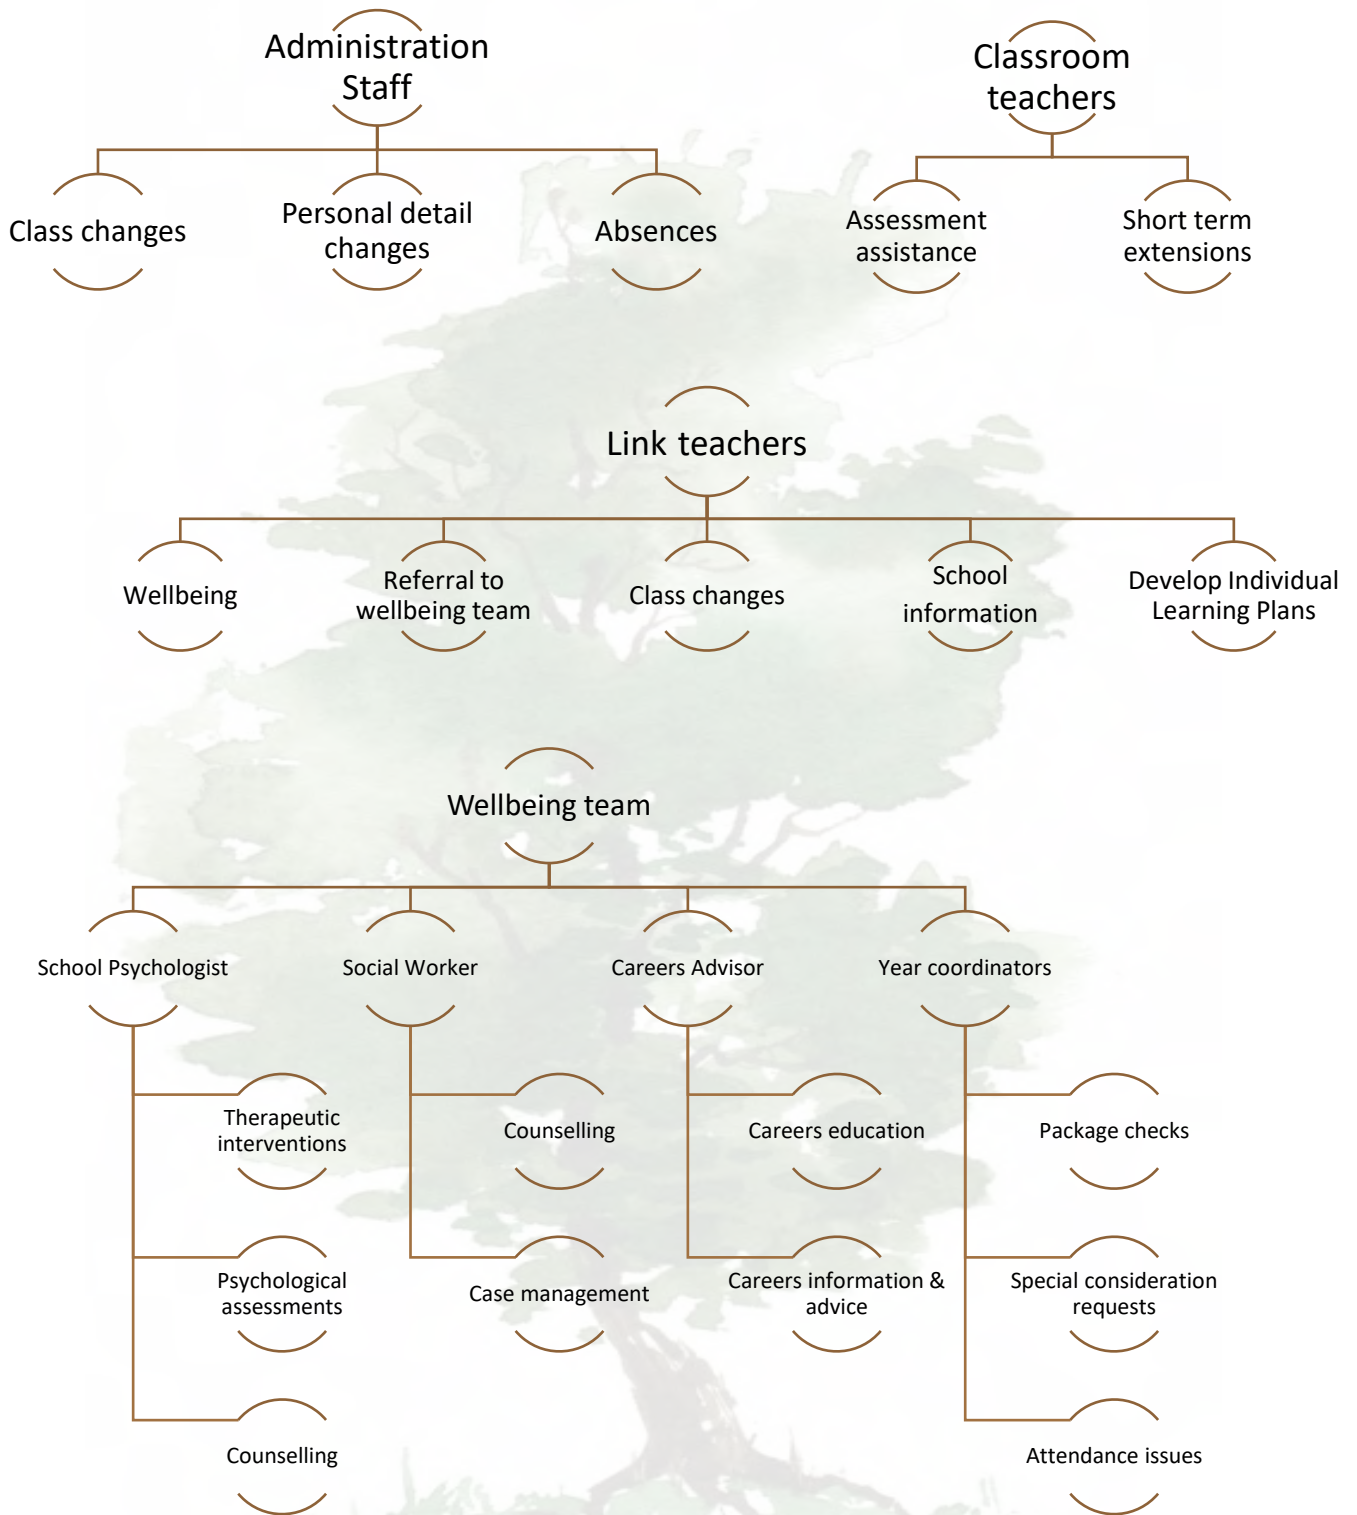 Administration
Staff
Classroom
teachers
Class changes
Personal detail
changes
Absences
Assessment
assistance
Short term
extensions
Link teachers
Wellbeing
Referral to
wellbeing team
Class changes
School
information
Develop Individual
Learning Plans
Wellbeing team
School Psychologist
Social Worker
Careers Advisor
Year coordinators
Therapeutic
interventions
Counselling
Careers education
Package checks
Psychological
assessments
Case management
Careers information &
advice
Special consideration
requests
Counselling
Attendance issues